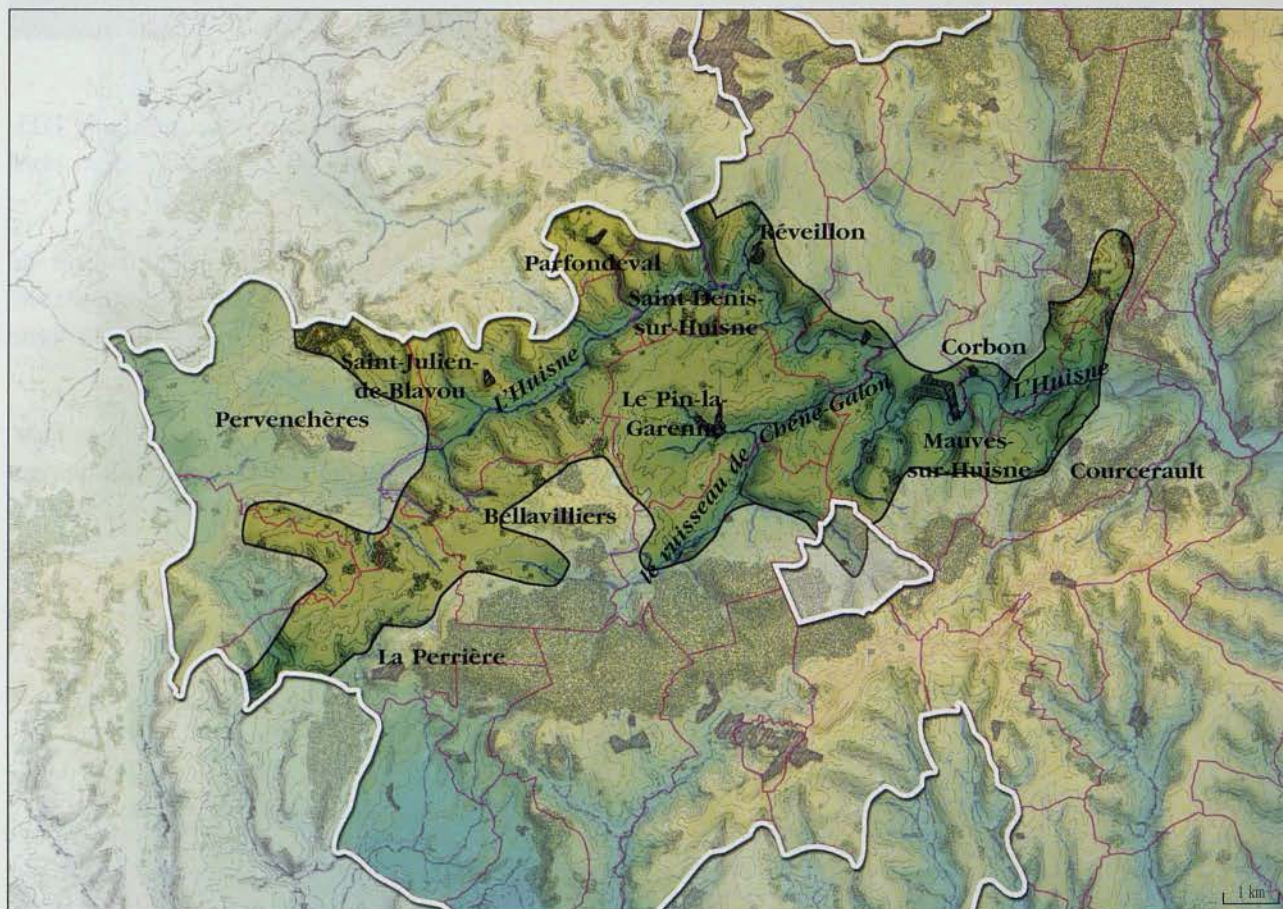 Réveillon
Parfondeval
Saint-Denis-
sur-Huisne
Corbon
Saint-Julien-
de-Blavou
L'Huisne
L'Huisne
Le Pin-la-
Garenne
Pervenchères
le ruisseau de Chêne-Galon
Mauves-
sur-Huisne
Courcerault
Bellavilliers
La Perrière
1 km